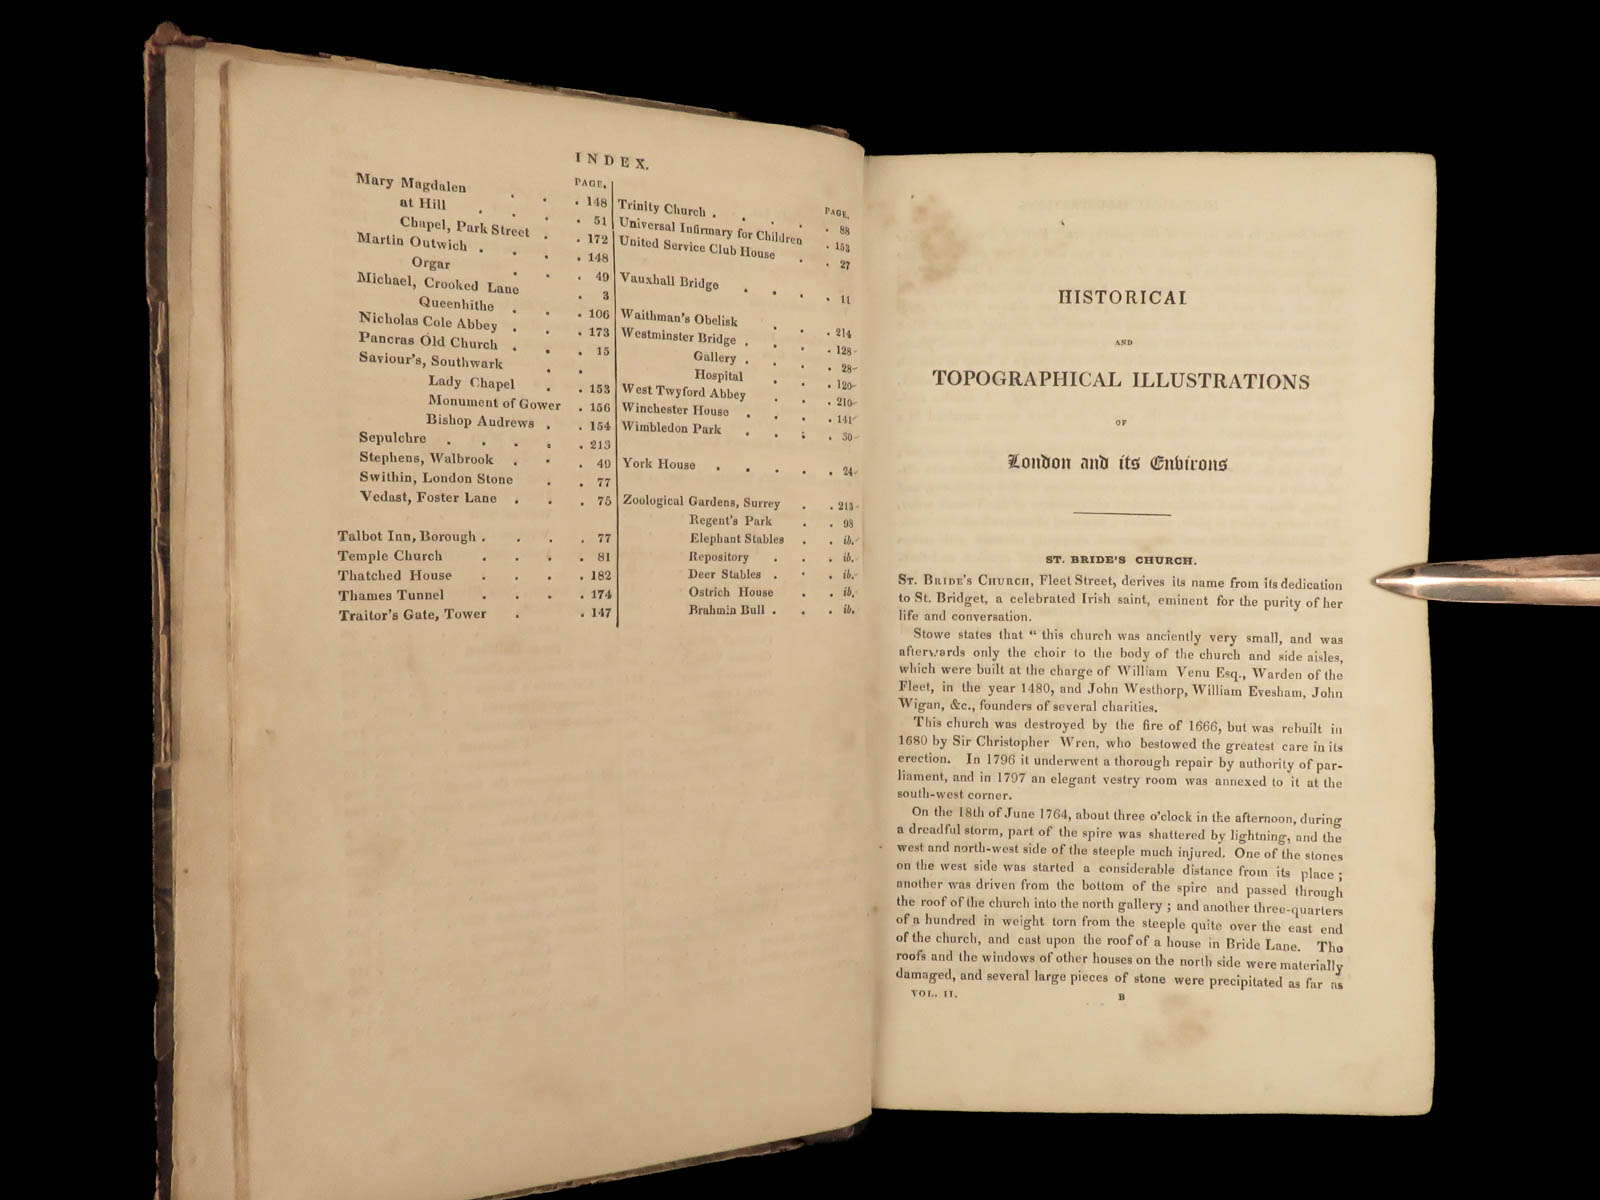 INDEX.
PAGE.
Mary Magdalen . . . 148
at Hill . . . 51
Chapel, Park Street . . 172
Martin Outwich . . . . 148
Orgar . . 49
Michael, Crooked Lane . 3
Queenhithe . . 106
Nicholas Cole Abbey . . 173
Pancras Old Church . . 15
Saviour's, Southwark . .
Lady Chapel . . 153
Monument of Gower . 156
Bishop Andrews . . 154
Sepulchre . . . . . 213
Stephens, Walbrook . . . 49
Swithin, London Stone . . 77
Vedast, Foster Lane . . . 75
Talbot Inn, Borough . . . . 77
Temple Church . . . . 81
Thatched House . . . . 182
Thames Tunnel . . . . 174
Traitor's Gate, Tower . . 147
PAGE.
Trinity Church . . . . . 88
Universal Infirmary for Children . 153
United Service Club House . . 27
Vauxhall Bridge . . . . 11
Waithman's Obelisk . . . 214
Westminster Bridge . . . . 128
Gallery . . . . 28
Hospital . . . 120
West Twyford Abbey . . . 210
Winchester House . . . . 141
Wimbledon Park . . . . 30
York House . . . . . 24
Zoological Gardens, Surrey . . 213
Regent's Park . . 98
Elephant Stables . . ib.
Repository . . ib.
Deer Stables . . . ib.
Ostrich House . . ib.
Brahmin Bull . . . ib.
HISTORICAL
AND
TOPOGRAPHICAL ILLUSTRATIONS
OF
London and its Environs
ST. BRIDE'S CHURCH.
ST. BRIDE'S CHURCH, Fleet Street, derives its name from its dedication
to St. Bridget, a celebrated Irish saint, eminent for the purity of her
life and conversation.
Stowe states that " this church was anciently very small, and was
afterwards only the choir to the body of the church and side aisles,
which were built at the charge of William Venu Esq., Warden of the
Fleet, in the year 1480, and John Westhorp, William Evesham, John
Wigan, &c., founders of several charities.
This church was destroyed by the fire of 1666, but was rebuilt in
1680 by Sir Christopher Wren, who bestowed the greatest care in its
erection. In 1796 it underwent a thorough repair by authority of par-
liament, and in 1797 an elegant vestry room was annexed to it at the
south-west corner.
On the 18th of June 1764, about three o'clock in the afternoon, during
a dreadful storm, part of the spire was shattered by lightning, and the
west and north-west side of the steeple much injured. One of the stones
on the west side was started a considerable distance from its place ;
another was driven from the bottom of the spire and passed through
the roof of the church into the north gallery ; and another three-quarters
of a hundred in weight torn from the steeple quite over the east end
of the church, and cast upon the roof of a house in Bride Lane. The
roofs and the windows of other houses on the north side were materially
damaged, and several large pieces of stone were precipitated as far as
VOL. II. B